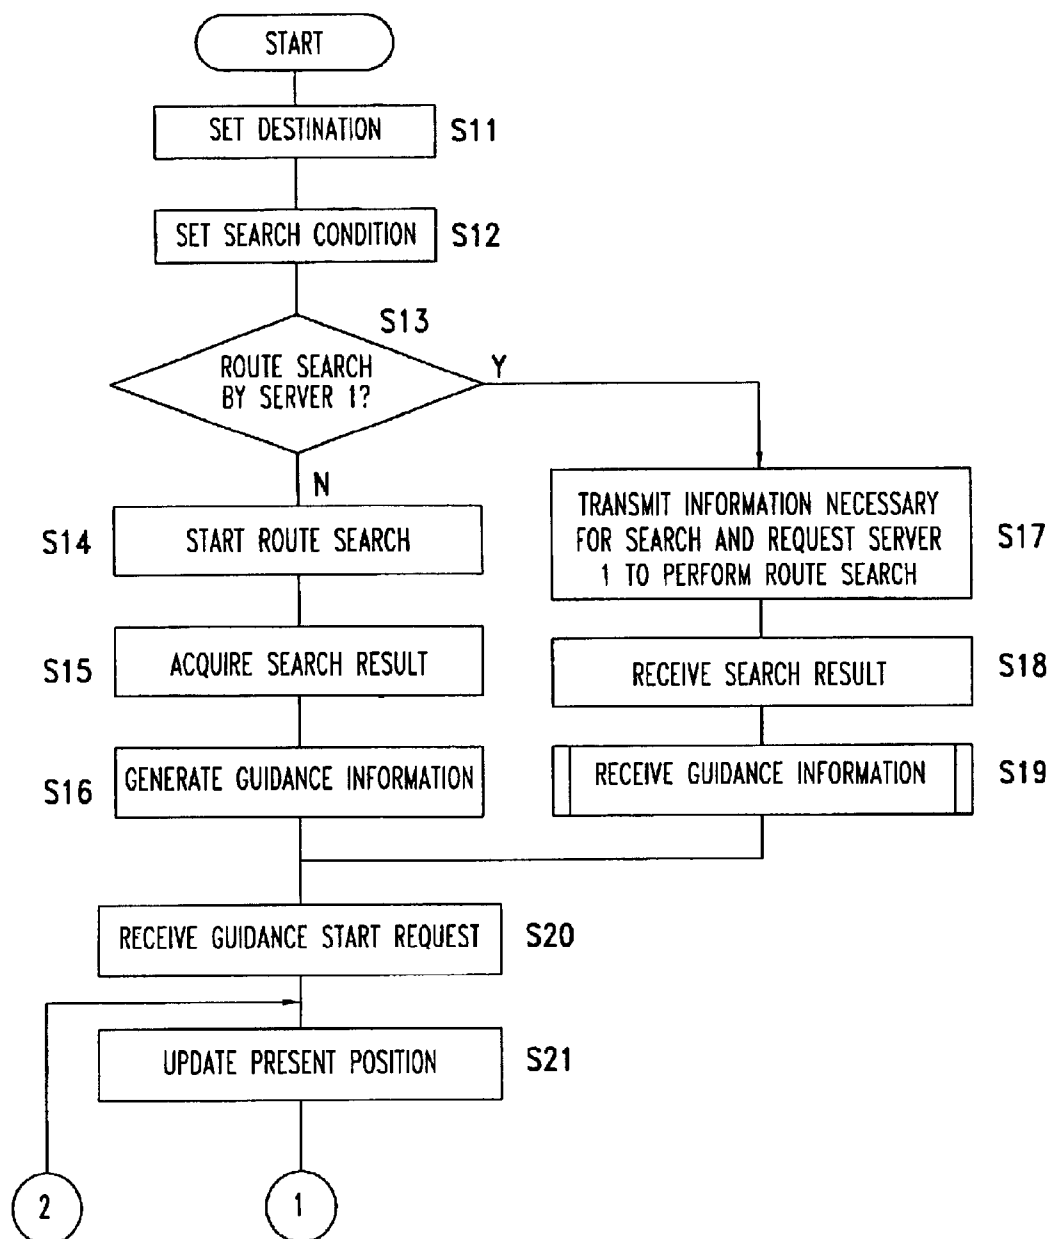 START
SET DESTINATION
S11
SET SEARCH CONDITION
S12
S13
ROUTE SEARCH
BY SERVER 1?
Y
N
S14
START ROUTE SEARCH
TRANSMIT INFORMATION NECESSARY
FOR SEARCH AND REQUEST SERVER
1 TO PERFORM ROUTE SEARCH
S17
S15
ACQUIRE SEARCH RESULT
RECEIVE SEARCH RESULT
S18
S16
GENERATE GUIDANCE INFORMATION
RECEIVE GUIDANCE INFORMATION
S19
RECEIVE GUIDANCE START REQUEST
S20
UPDATE PRESENT POSITION
S21
2
1